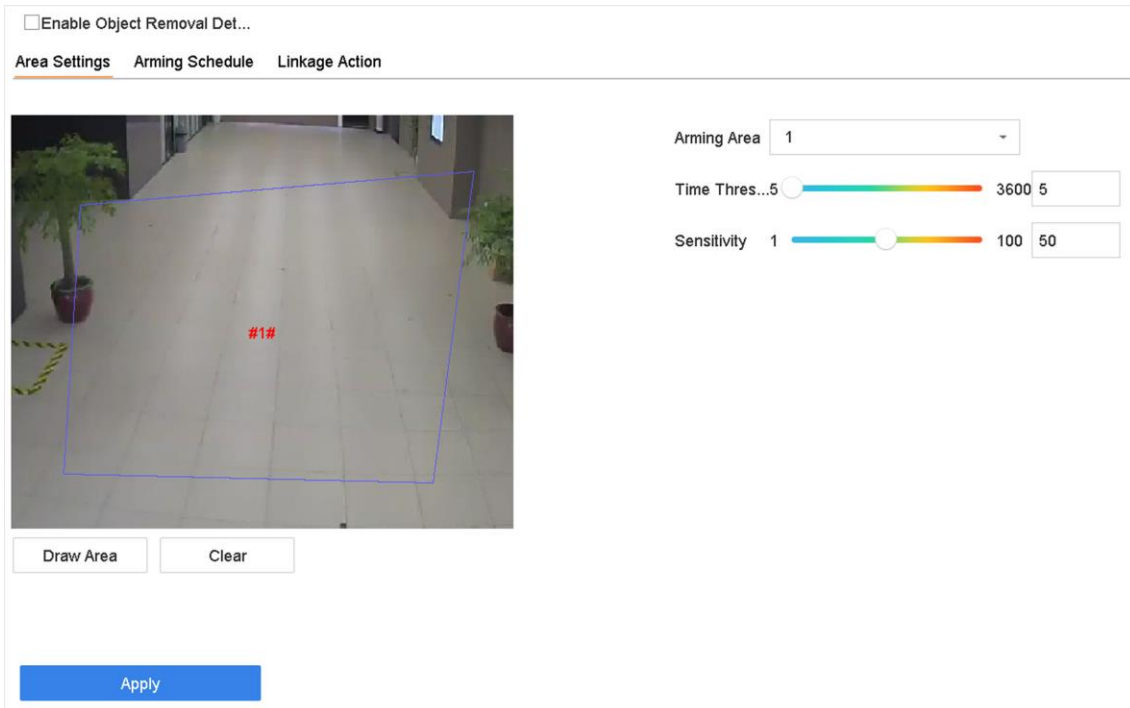 Enable Object Removal Det...
Area Settings Arming Schedule Linkage Action
Arming Area 1
Time Thres...5 3600 5
Sensitivity 1 100 50
#1#
Draw Area Clear
Apply